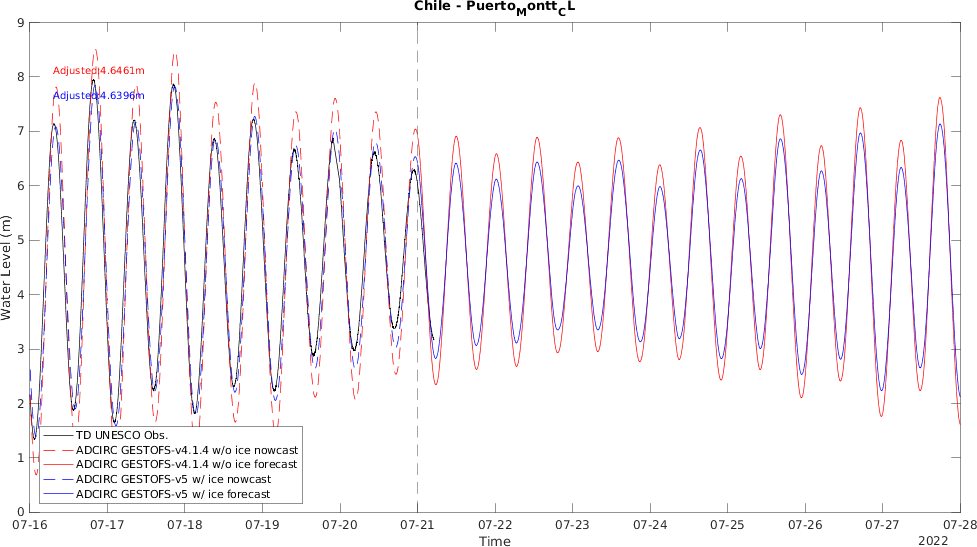 Chile - PuertoMonttCL
Adjusted:4.6461m
Adjusted:4.6396m
Water Level (m)
9
8
7
6
5
4
3
2
1
0
TD UNESCO Obs.
ADCIRC GESTOFS-v4.1.4 w/o ice nowcast
ADCIRC GESTOFS-v4.1.4 w/o ice forecast
ADCIRC GESTOFS-v5 w/ ice nowcast
ADCIRC GESTOFS-v5 w/ ice forecast
07-16 07-17 07-18 07-19 07-20 07-21 07-22 07-23 07-24 07-25 07-26 07-27 07-28
Time
2022